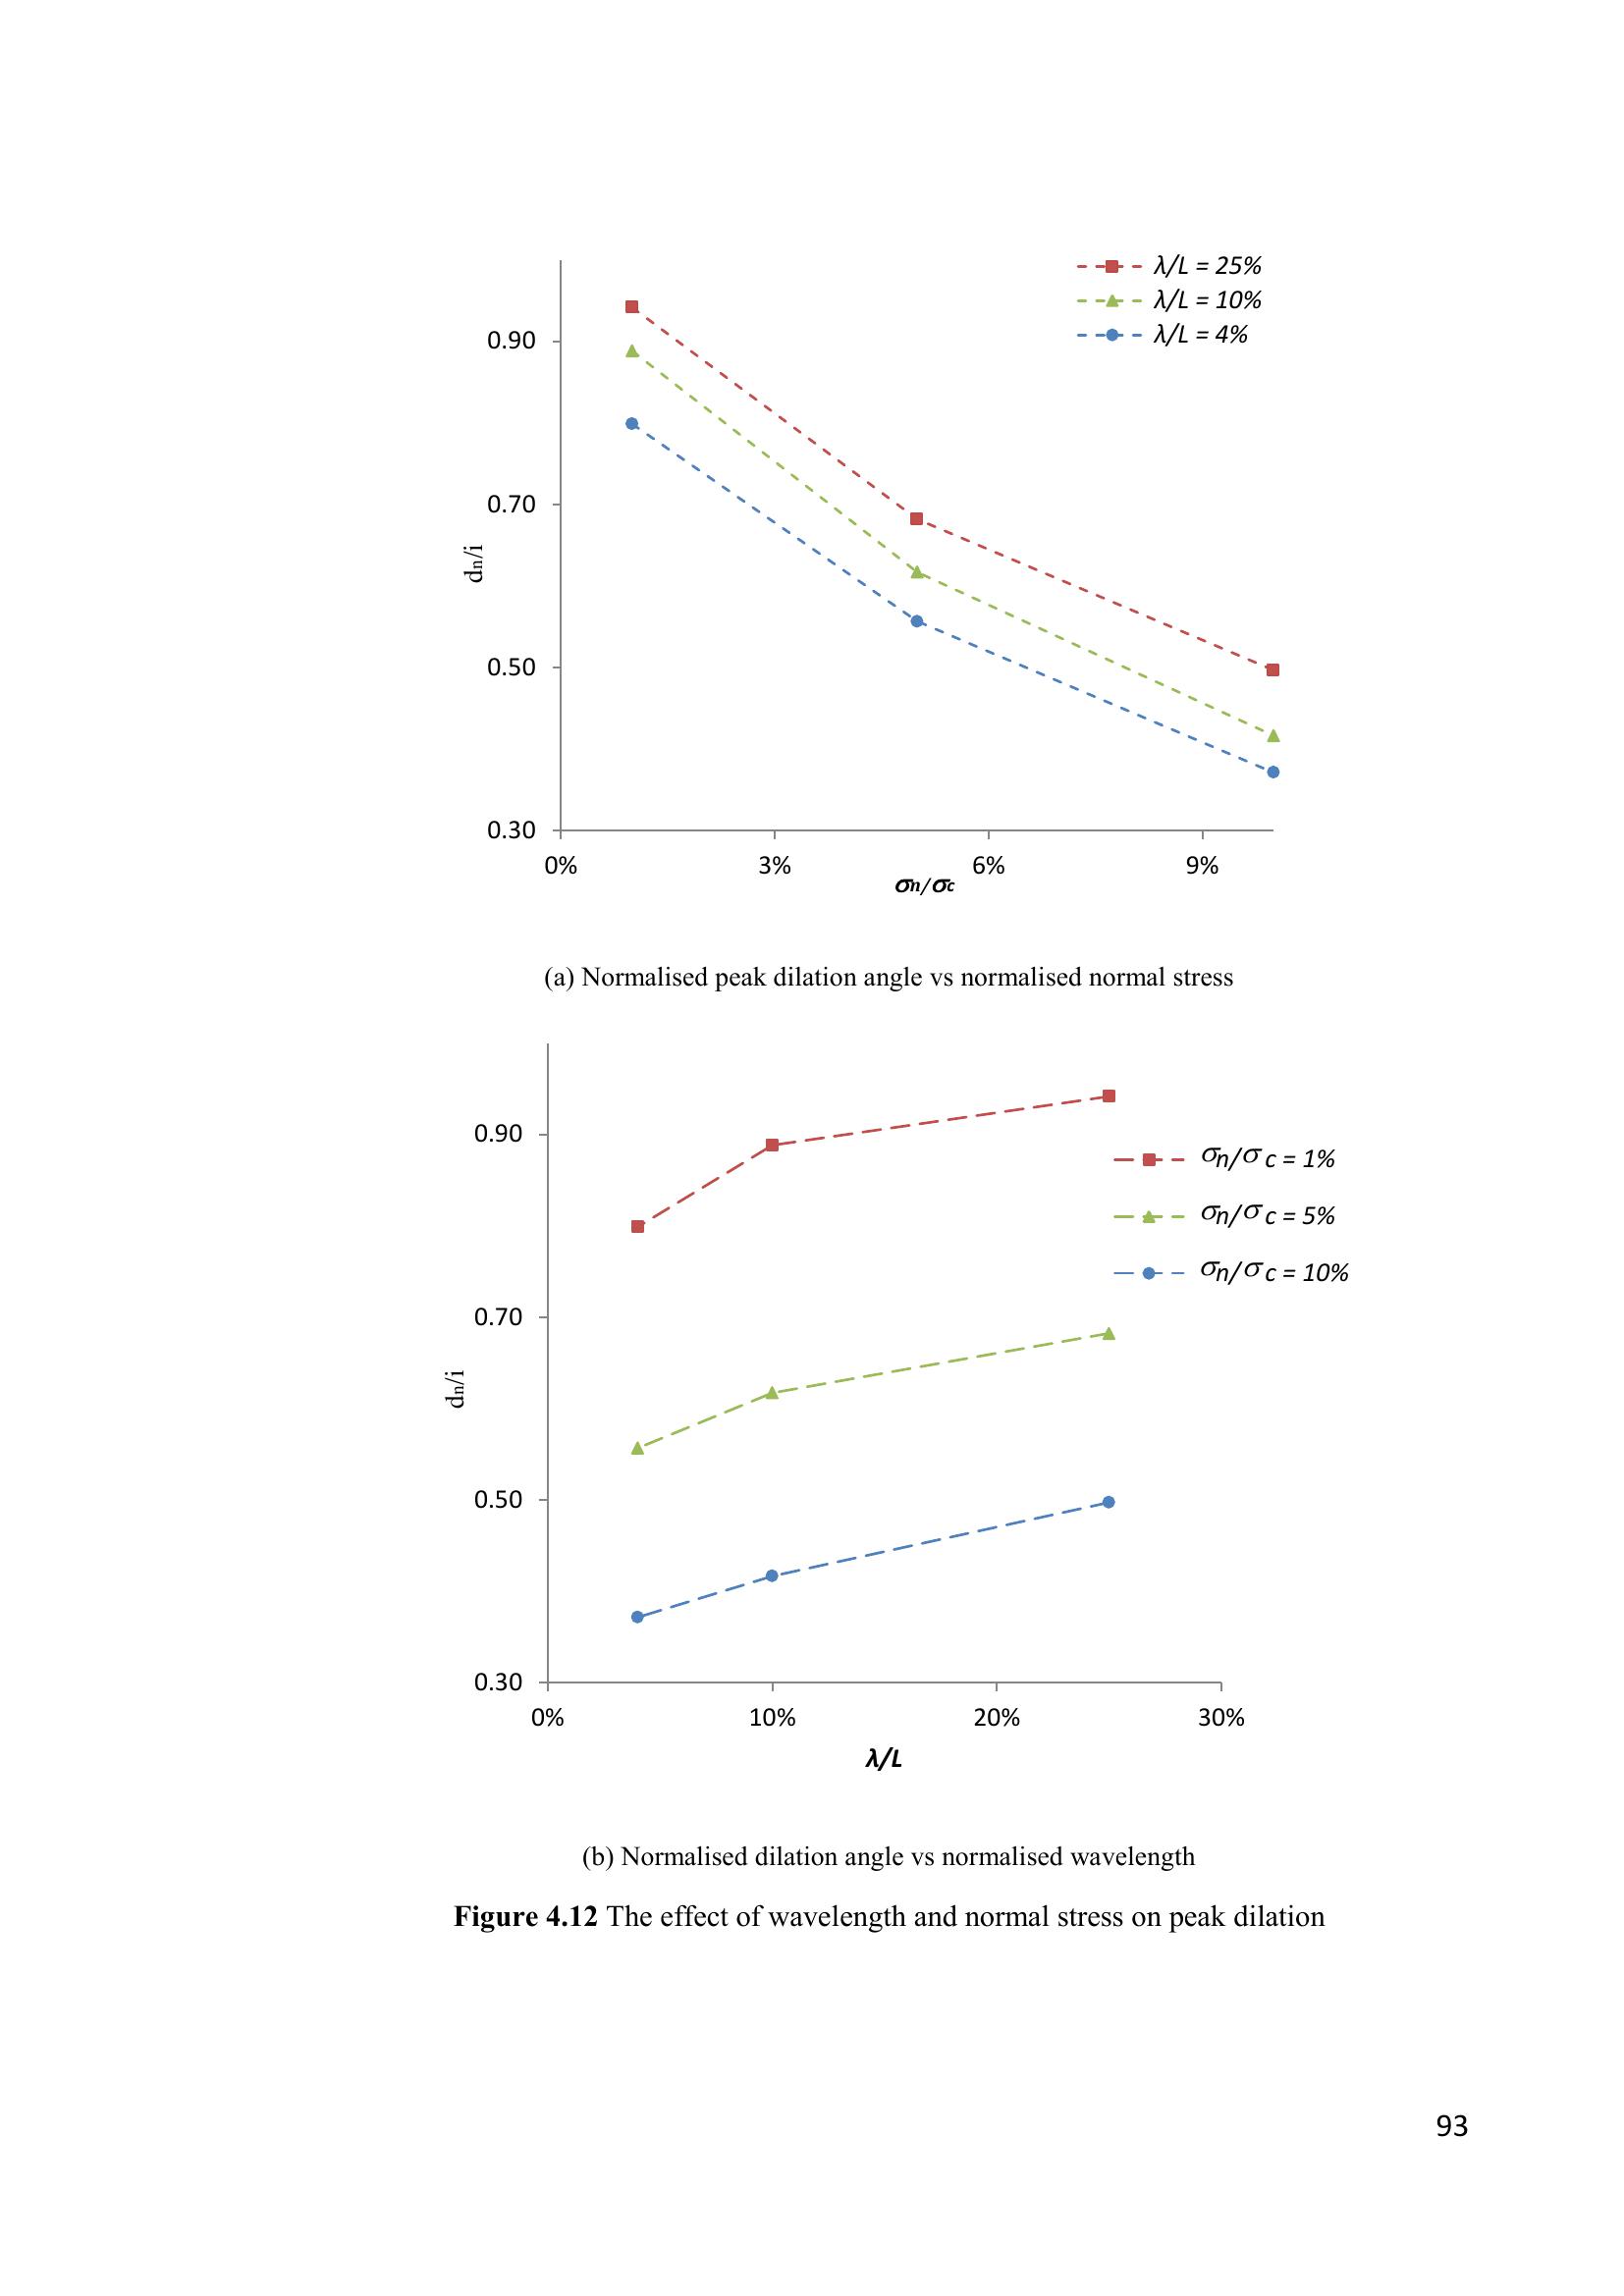 λ/L = 25%
λ/L = 10%
λ/L = 4%
0.90
0.70
0.50
0.30
dn/i
0% 3% 6% 9%
σn/σc
(a) Normalised peak dilation angle vs normalised normal stress
0.90
0.70
0.50
0.30
dn/i
σn/σ c = 1%
σn/σ c = 5%
σn/σ c = 10%
0% 10% 20% 30%
λ/L
(b) Normalised dilation angle vs normalised wavelength
Figure 4.12 The effect of wavelength and normal stress on peak dilation
93